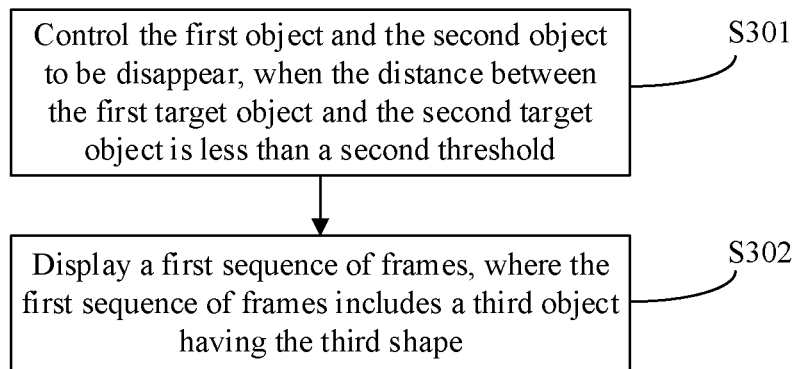 Control the first object and the second object
to be disappear, when the distance between
the first target object and the second target
object is less than a second threshold
S301
Display a first sequence of frames, where the
first sequence of frames includes a third object
having the third shape
S302